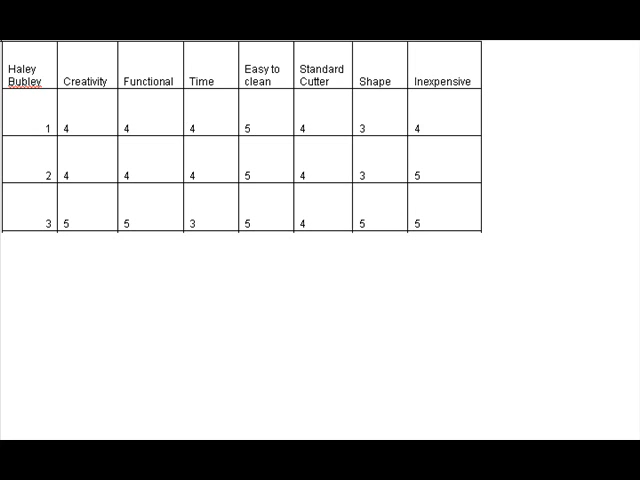 Haley Bubley Creativity Functional Time Easy to clean Standard Cutter Shape Inexpensive
1 4 4 4 5 4 3 4
2 4 4 4 5 4 3 5
3 5 5 3 5 4 5 5